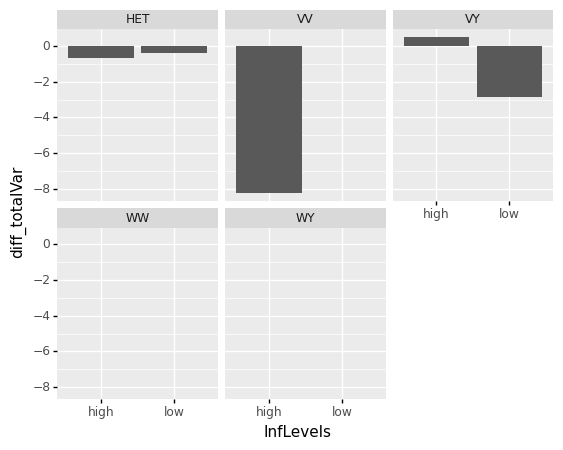 HET VV VY
0
−2
−4
−6
−8
high low
WW WY
0
−2
−4
−6
−8
high low high low
InfLevels
diff_totalVar